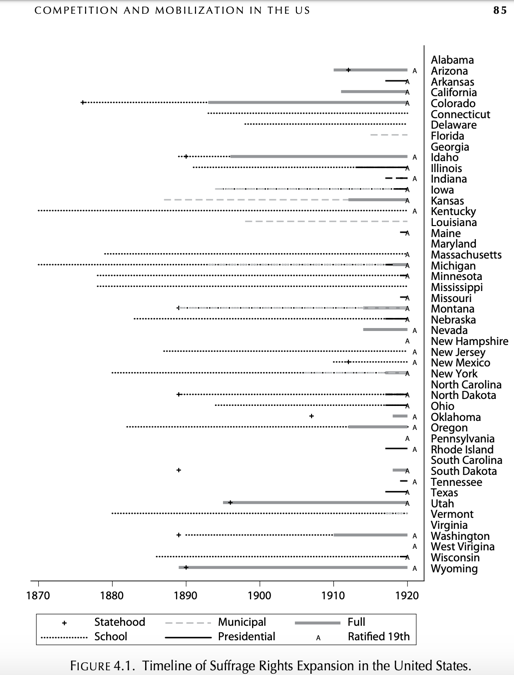 COMPETITION AND MOBILIZATION IN THE US 85
Alabama
A Arizona
A Arkansas
A California
A Colorado
Connecticut
Delaware
Florida
Georgia
A Idaho
A Illinois
A Indiana
A Iowa
A Kansas
A Kentucky
Louisiana
A Maine
Maryland
A Massachusetts
A Michigan
A Minnesota
Mississippi
A Missouri
A Montana
A Nebraska
A Nevada
A New Hampshire
A New Jersey
A New Mexico
A New York
North Carolina
A North Dakota
A Ohio
A Oklahoma
A Oregon
A Pennsylvania
A Rhode Island
South Carolina
A South Dakota
A Tennessee
A Texas
A Utah
Vermont
Virginia
A Washington
A West Virigina
A Wisconsin
A Wyoming
1870 1880 1890 1900 1910 1920
Statehood Municipal Full
School Presidential A Ratified 19th
FIGURE 4.1. Timeline of Suffrage Rights Expansion in the United States.